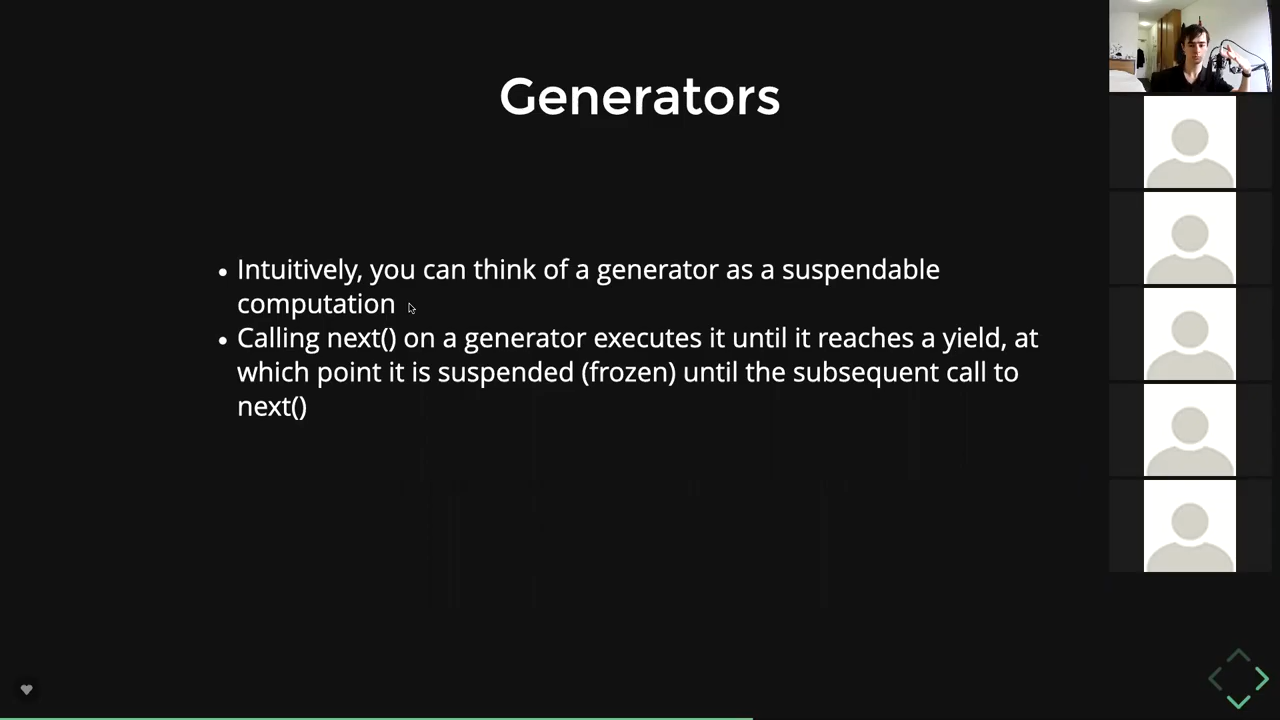 Generators
Intuitively, you can think of a generator as a suspendable
computation
Calling next() on a generator executes it until it reaches a yield, at
which point it is suspended (frozen) until the subsequent call to
next()